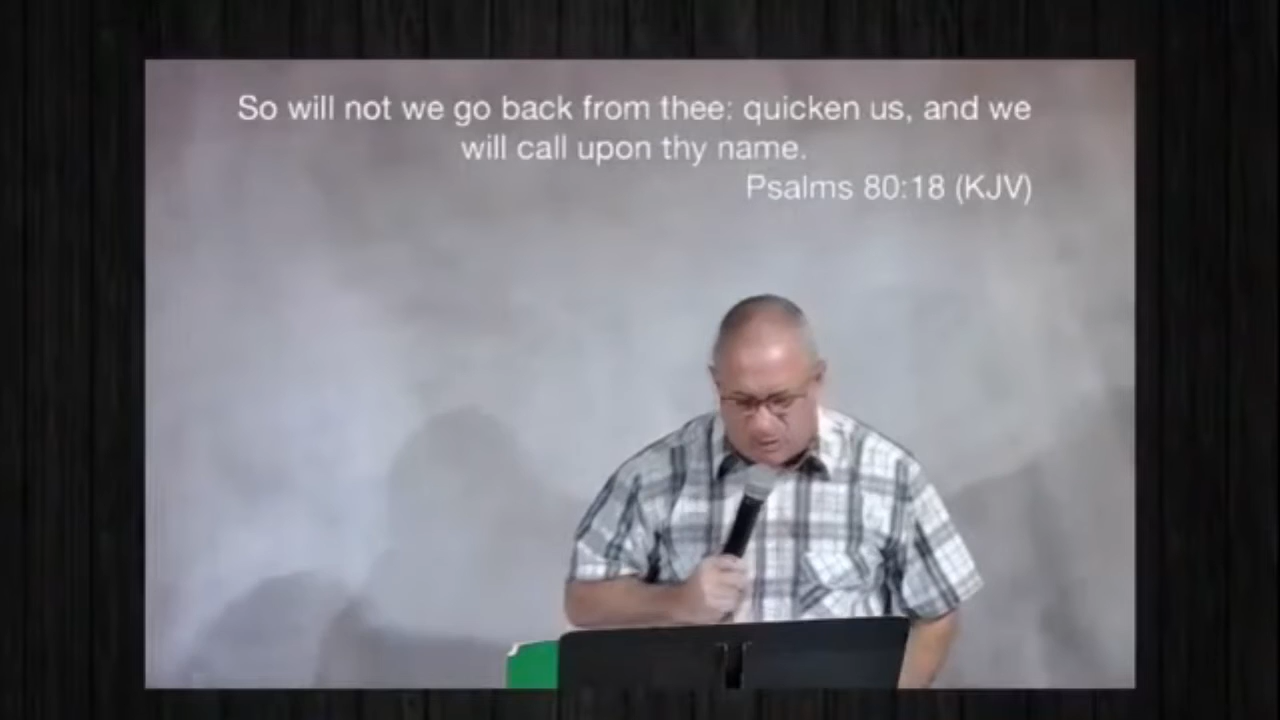 So will not we go back from thee: quicken us, and we
will call upon thy name.
Psalms 80:18 (KJV)